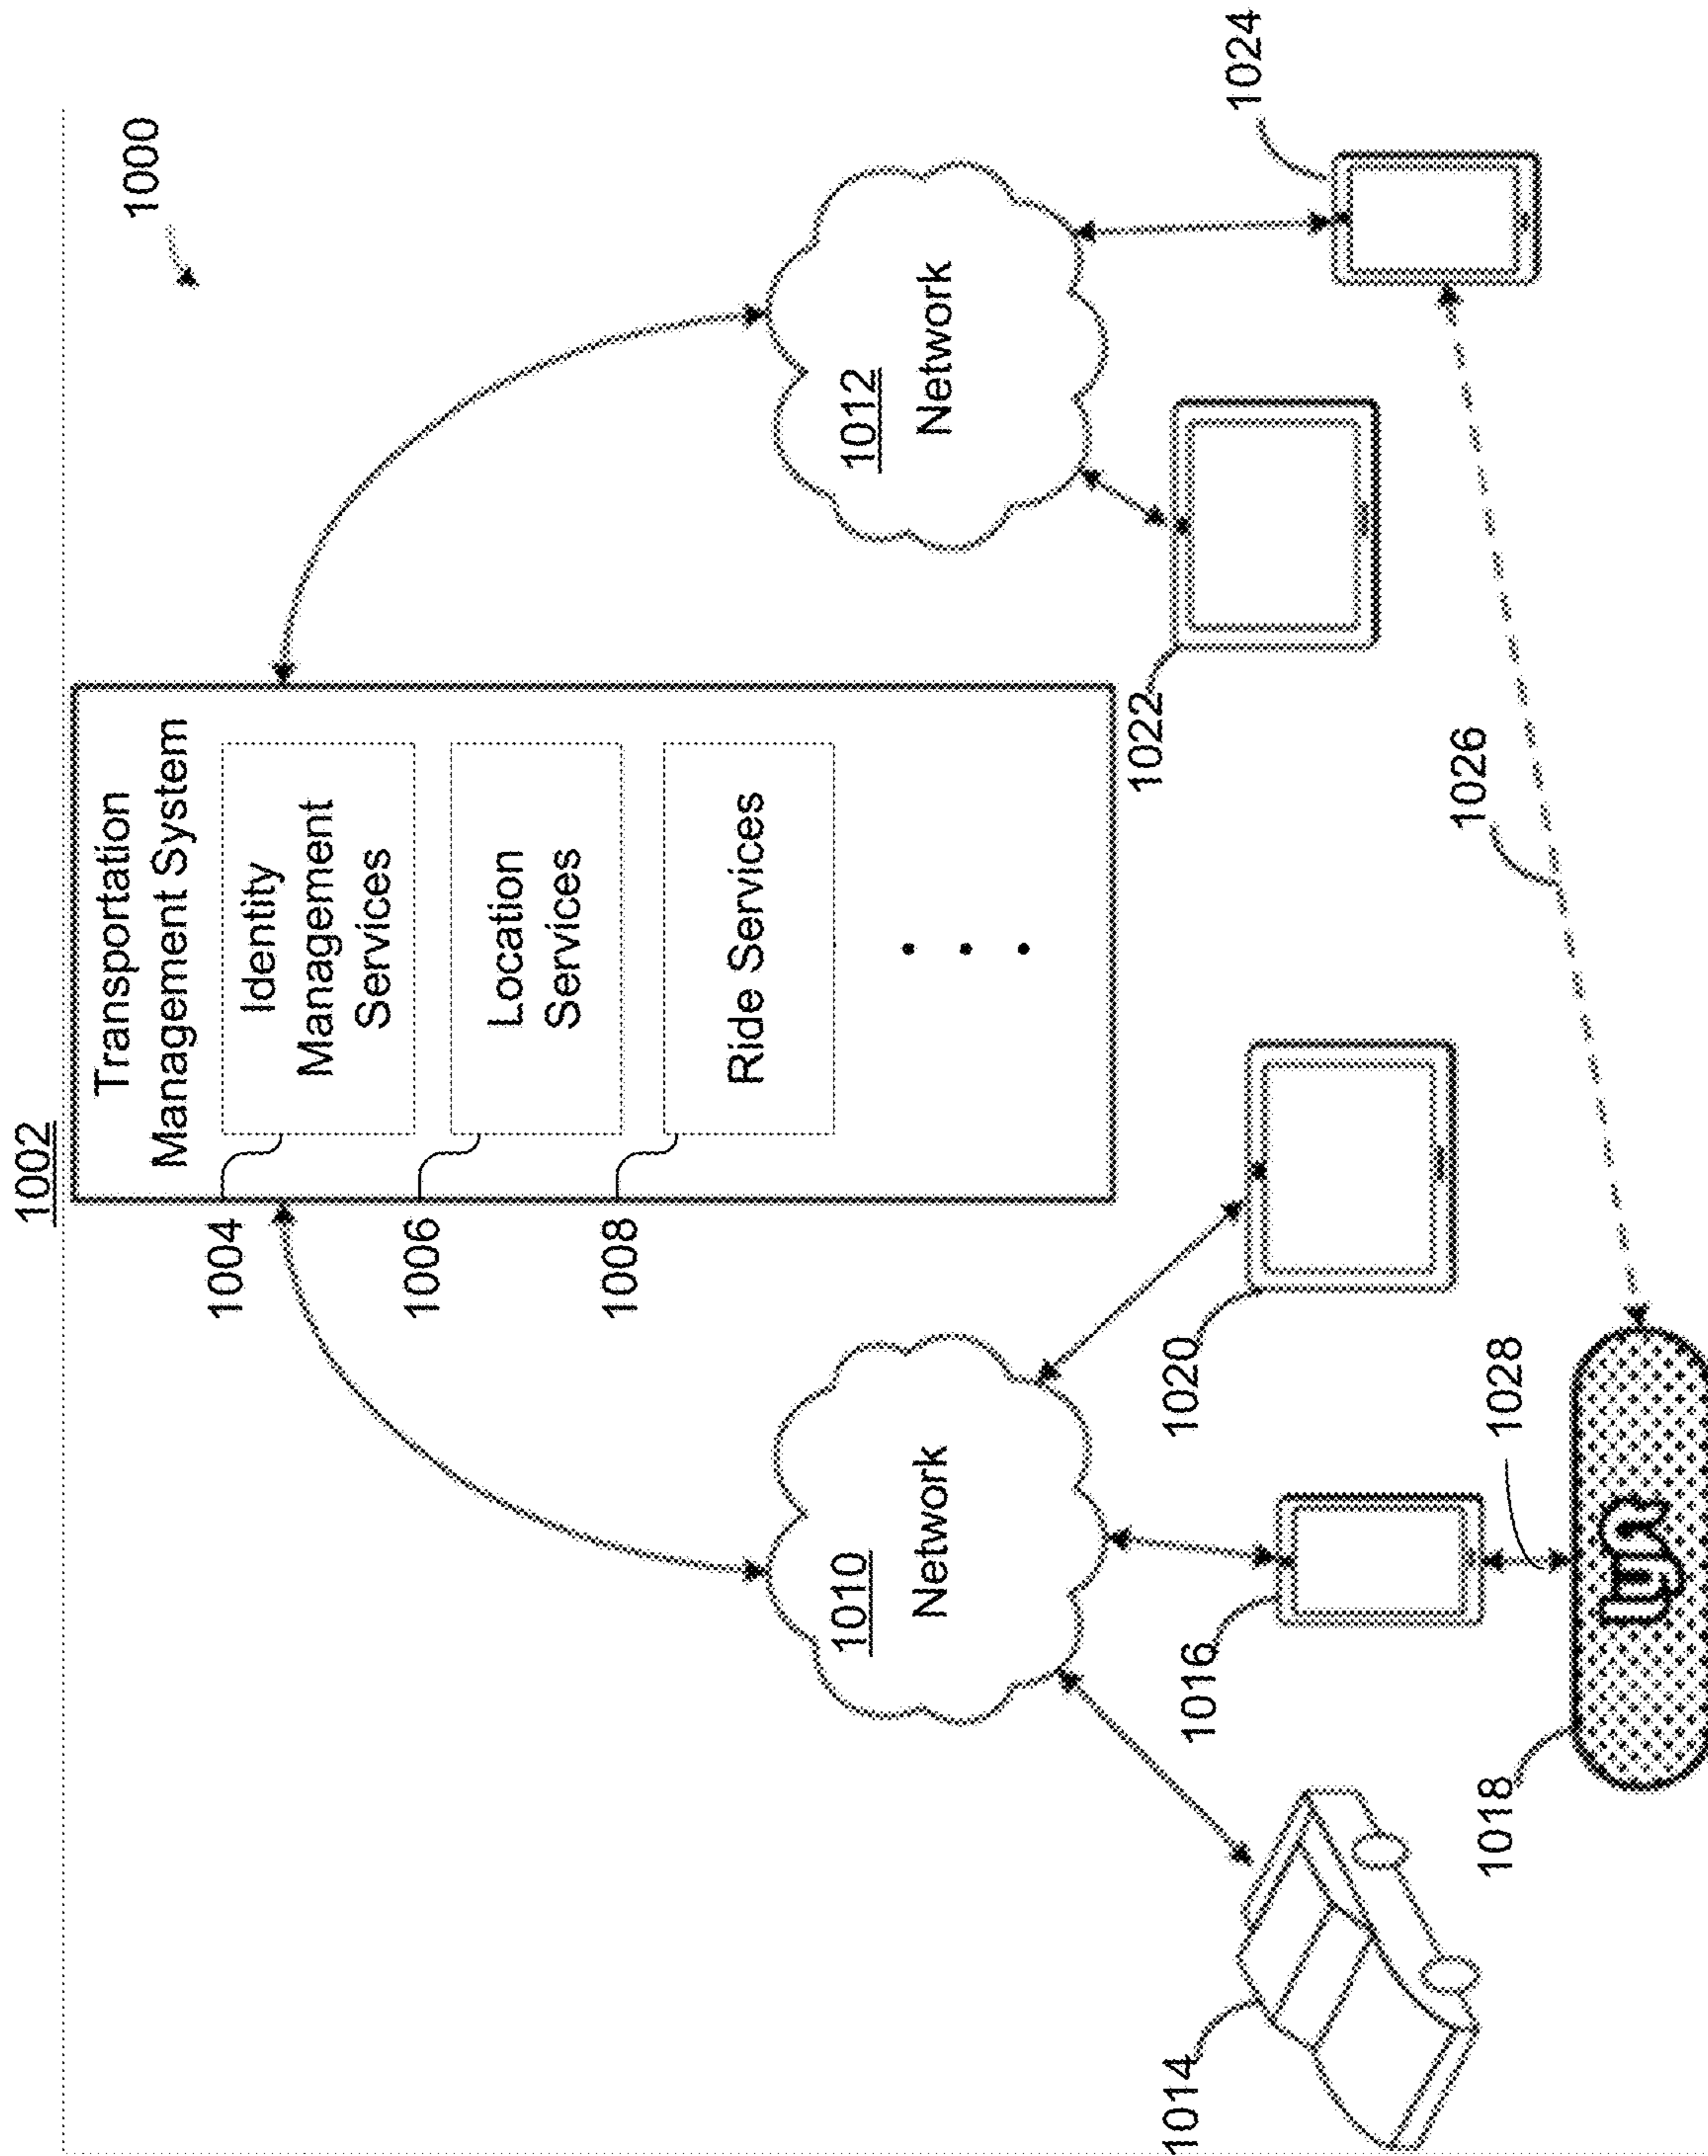 1002
1000
Transportation
Management System
1004
Identity
Management
Services
1006
Location
Services
1008
Ride Services
1010
Network
1012
Network
1014
1016
1020
1022
1024
1018
1028
1026
lyft